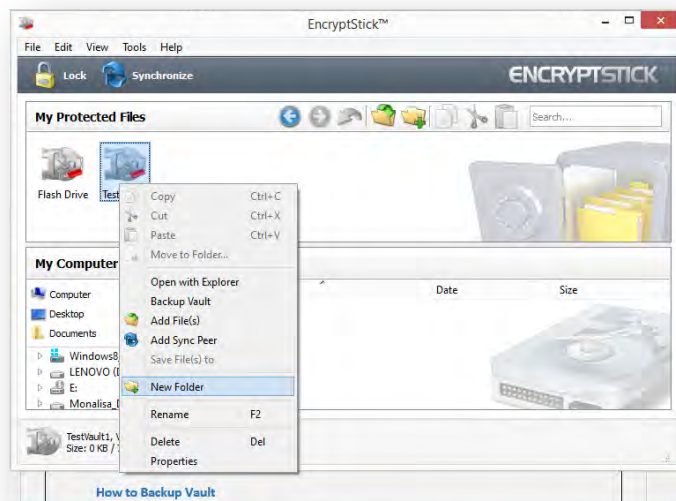 EncryptStick™
File Edit View Tools Help
Lock Synchronize ENCRYPTSTICK
My Protected Files Search...
Flash Drive Test
Copy Ctrl+C
Cut Ctrl+X
Paste Ctrl+V
Move to Folder...
Open with Explorer
Backup Vault
Add File(s)
Add Sync Peer
Save File(s) to
New Folder
Rename F2
Delete Del
Properties
My Computer
Date Size
Computer
Desktop
Documents
Windows8
LENOVO (
E:
Monalisa_
TestVault1, V
Size: 0 KB /
How to Backup Vault